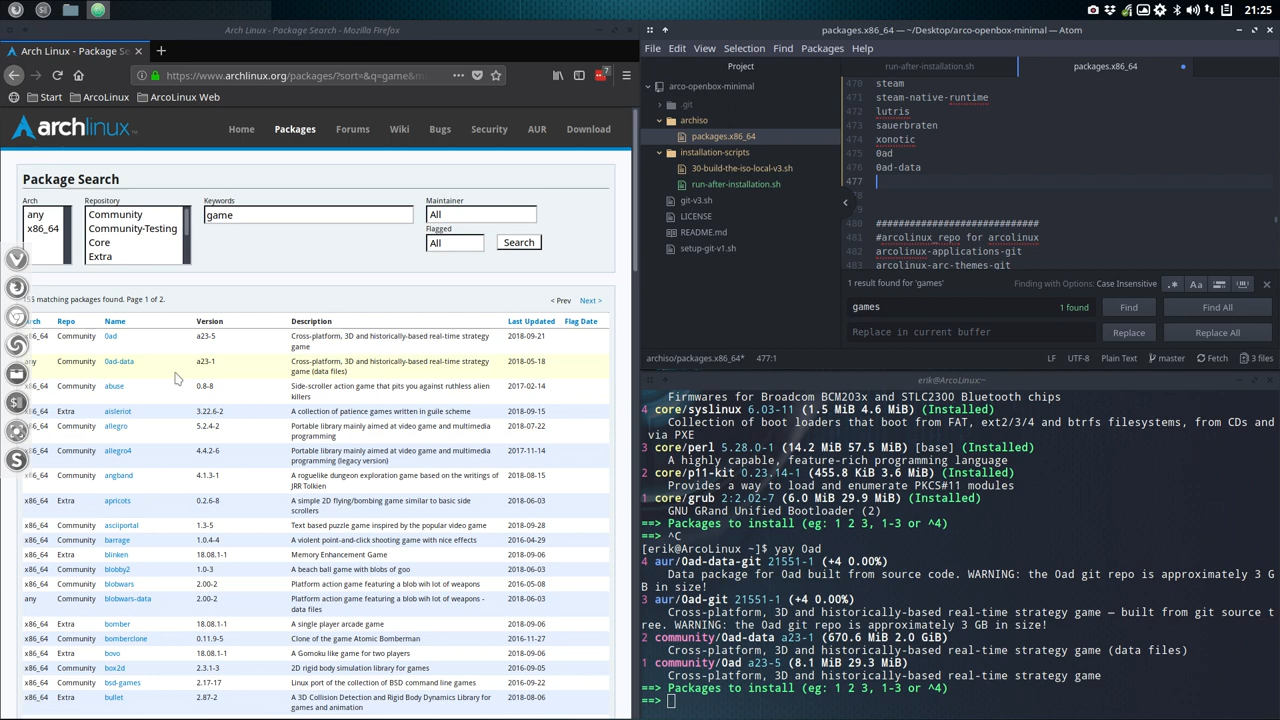 21:25
Arch Linux - Package Search - Mozilla Firefox
Arch Linux - Package Sea
https://www.archlinux.org/packages/?sort=&q=game&m
7
Start
ArcoLinux
ArcoLinux Web
archlinux
Home
Packages
Forums
Wiki
Bugs
Security
AUR
Download
Package Search
Arch
Repository
Keywords
Maintainer
any
x86_64
Community
Community-Testing
Core
Extra
game
All
Flagged
All
Search
matching packages found. Page 1 of 2.
< Prev Next >
Repo Name Version Description Last Updated Flag Date
x86_64 Community 0ad a23-5 Cross-platform, 3D and historically-based real-time strategy 2018-09-21
game
any Community 0ad-data a23-1 Cross-platform, 3D and historically-based real-time strategy 2018-05-18
game (data files)
Community abuse 0.8-8 Side-scroller action game that pits you against ruthless alien 2017-02-14
killers
x86_64 Extra aisleriot 3.22.6-2 A collection of patience games written in guile scheme 2018-09-15
Community allegro 5.2.4-2 Portable library mainly aimed at video game and multimedia 2018-07-22
programming
Community allegro4 4.4.2-6 Portable library mainly aimed at video game and multimedia 2017-11-14
programming (legacy version)
Community angband 4.1.3-1 A roguelike dungeon exploration game based on the writings of 2018-08-15
JRR Tolkien
x86_64 Extra apricots 0.2.6-8 A simple 2D flying/bombing game similar to basic side 2018-06-03
scrollers
x86_64 Community asciiportal 1.3-5 Text based puzzle game inspired by the popular video game 2018-09-28
x86_64 Community barrage 1.0.4-4 A violent point-and-click shooting game with nice effects 2016-04-29
x86_64 Extra blinken 18.08.1-1 Memory Enhancement Game 2018-09-06
x86_64 Community blobby2 1.0-3 A beach ball game with blobs of goo 2018-06-03
x86_64 Community blobwars 2.00-2 Platform action game featuring a blob wih lot of weapons 2016-05-08
any Community blobwars-data 2.00-2 Platform action game featuring a blob wih lot of weapons - 2018-06-03
data files
x86_64 Extra bomber 18.08.1-1 A single player arcade game 2018-09-06
x86_64 Community bomberclone 0.11.9-5 Clone of the game Atomic Bomberman 2016-11-27
x86_64 Extra bovo 18.08.1-1 A Gomoku like game for two players 2018-09-06
x86_64 Community box2d 2.3.1-3 2D rigid body simulation library for games 2016-09-05
x86_64 Community bsd-games 2.17-17 Linux port of the collection of BSD command line games 2016-09-22
x86_64 Extra bullet 2.87-2 A 3D Collision Detection and Rigid Body Dynamics Library for 2018-06-03
games and animation
packages.x86_64 — ~/Desktop/arco-openbox-minimal — Atom
File Edit View Selection Find Packages Help
Project
arco-openbox-minimal
.git
archiso
packages.x86_64
installation-scripts
30-build-the-iso-local-v3.sh
run-after-installation.sh
git-v3.sh
LICENSE
README.md
setup-git-v1.sh
run-after-installation.sh
packages.x86_64
470 steam
471 steam-native-runtime
472 lutris
473 sauerbraten
474 xonotic
475 0ad
476 0ad-data
477
478
479
480 ############################
481 #arcolinux_repo for arcolinux
482 arcolinux-applications-git
483 arcolinux-arc-themes-git
1 result found for 'games'
Finding with Options: Case Insensitive
.* Aa
games
1 found
Find
Find All
Replace in current buffer
Replace
Replace All
archiso/packages.x86_64*
477:1
LF UTF-8 Plain Text master Fetch 3 files
erik@ArcoLinux:~
Firmwares for Broadcom BCM203x and STLC2300 Bluetooth chips
4 core/syslinux 6.03-11 (1.5 MiB 4.6 MiB) (Installed)
Collection of boot loaders that boot from FAT, ext2/3/4 and btrfs filesystems, from CDs and
via PXE
3 core/perl 5.28.0-1 (14.2 MiB 57.5 MiB) [base] (Installed)
A highly capable, feature-rich programming language
2 core/p11-kit 0.23.14-1 (455.8 KiB 3.6 MiB) (Installed)
Provides a way to load and enumerate PKCS#11 modules
1 core/grub 2:2.02-7 (6.0 MiB 29.9 MiB) (Installed)
GNU GRand Unified Bootloader (2)
==> Packages to install (eg: 1 2 3, 1-3 or ^4)
==> ^C
[erik@ArcoLinux ~]$ yay 0ad
4 aur/0ad-data-git 21551-1 (+4 0.00%)
Data package for 0ad built from source code. WARNING: the 0ad git repo is approximately 3 G
B in size!
3 aur/0ad-git 21551-1 (+4 0.00%)
Cross-platform, 3D and historically-based real-time strategy game — built from git source t
ree. WARNING: the 0ad git repo is approximately 3 GB in size!
2 community/0ad-data a23-1 (670.6 MiB 2.0 GiB)
Cross-platform, 3D and historically-based real-time strategy game (data files)
1 community/0ad a23-5 (8.1 MiB 29.3 MiB)
Cross-platform, 3D and historically-based real-time strategy game
==> Packages to install (eg: 1 2 3, 1-3 or ^4)
==>